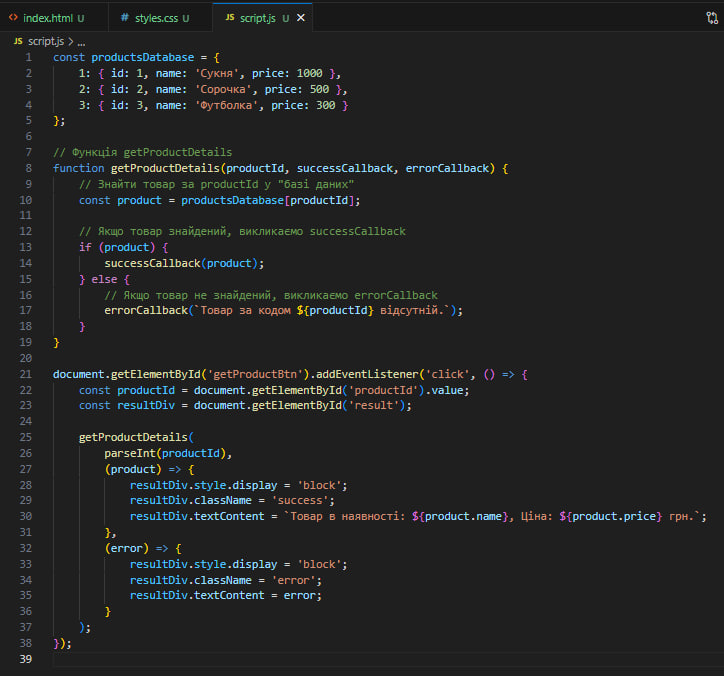 index.html U # styles.css U JS script.js U ×
JS script.js > ...
1 const productsDatabase = {
2 1: { id: 1, name: 'Сукня', price: 1000 },
3 2: { id: 2, name: 'Сорочка', price: 500 },
4 3: { id: 3, name: 'Футболка', price: 300 }
5 };
6
7 // Функція getProductDetails
8 function getProductDetails(productId, successCallback, errorCallback) {
9 // Знайти товар за productId у "базі даних"
10 const product = productsDatabase[productId];
11
12 // Якщо товар знайдений, викликаємо successCallback
13 if (product) {
14 successCallback(product);
15 } else {
16 // Якщо товар не знайдений, викликаємо errorCallback
17 errorCallback(`Товар за кодом ${productId} відсутній.`);
18 }
19 }
20
21 document.getElementById('getProductBtn').addEventListener('click', () => {
22 const productId = document.getElementById('productId').value;
23 const resultDiv = document.getElementById('result');
24
25 getProductDetails(
26 parseInt(productId),
27 (product) => {
28 resultDiv.style.display = 'block';
29 resultDiv.className = 'success';
30 resultDiv.textContent = `Товар в наявності: ${product.name}, Ціна: ${product.price} грн.`;
31 },
32 (error) => {
33 resultDiv.style.display = 'block';
34 resultDiv.className = 'error';
35 resultDiv.textContent = error;
36 }
37 );
38 });
39